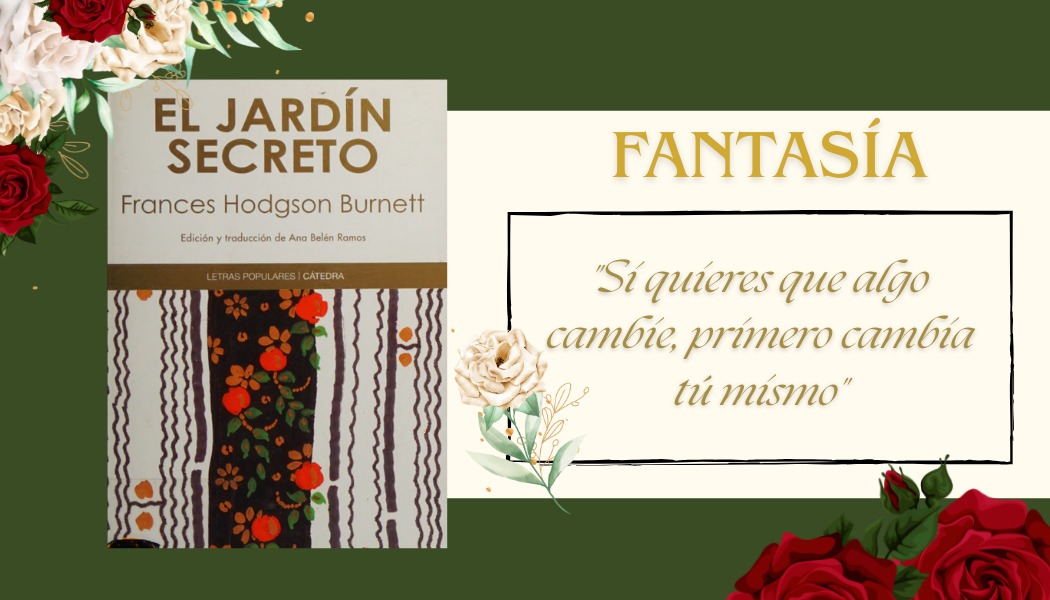 EL JARDÍN
SECRETO
Frances Hodgson Burnett
Edición y traducción de Ana Belén Ramos
LETRAS POPULARES | CÁTEDRA
FANTASÍA
"Si quieres que algo
cambie, primero cambia
tú mismo"